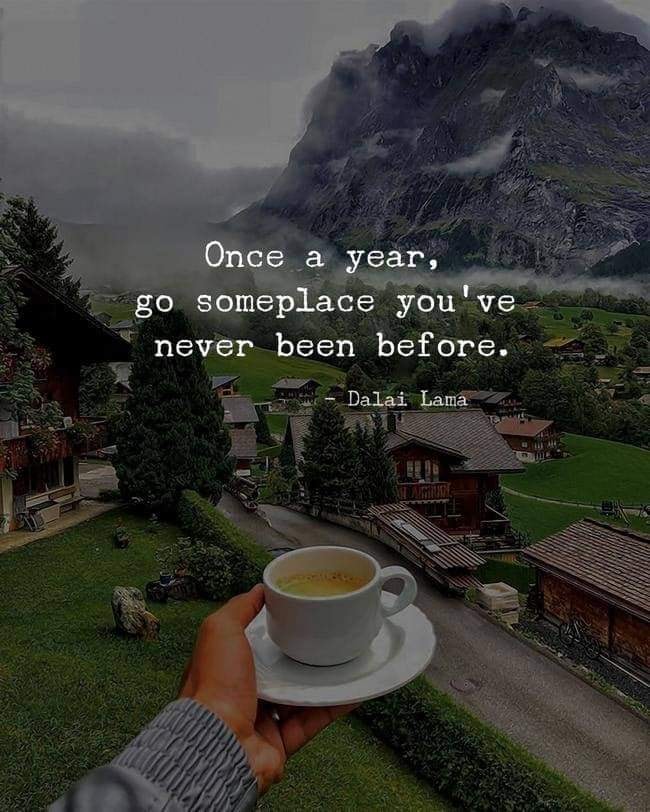 Once a year,
go someplace you've
never been before.
- Dalai Lama